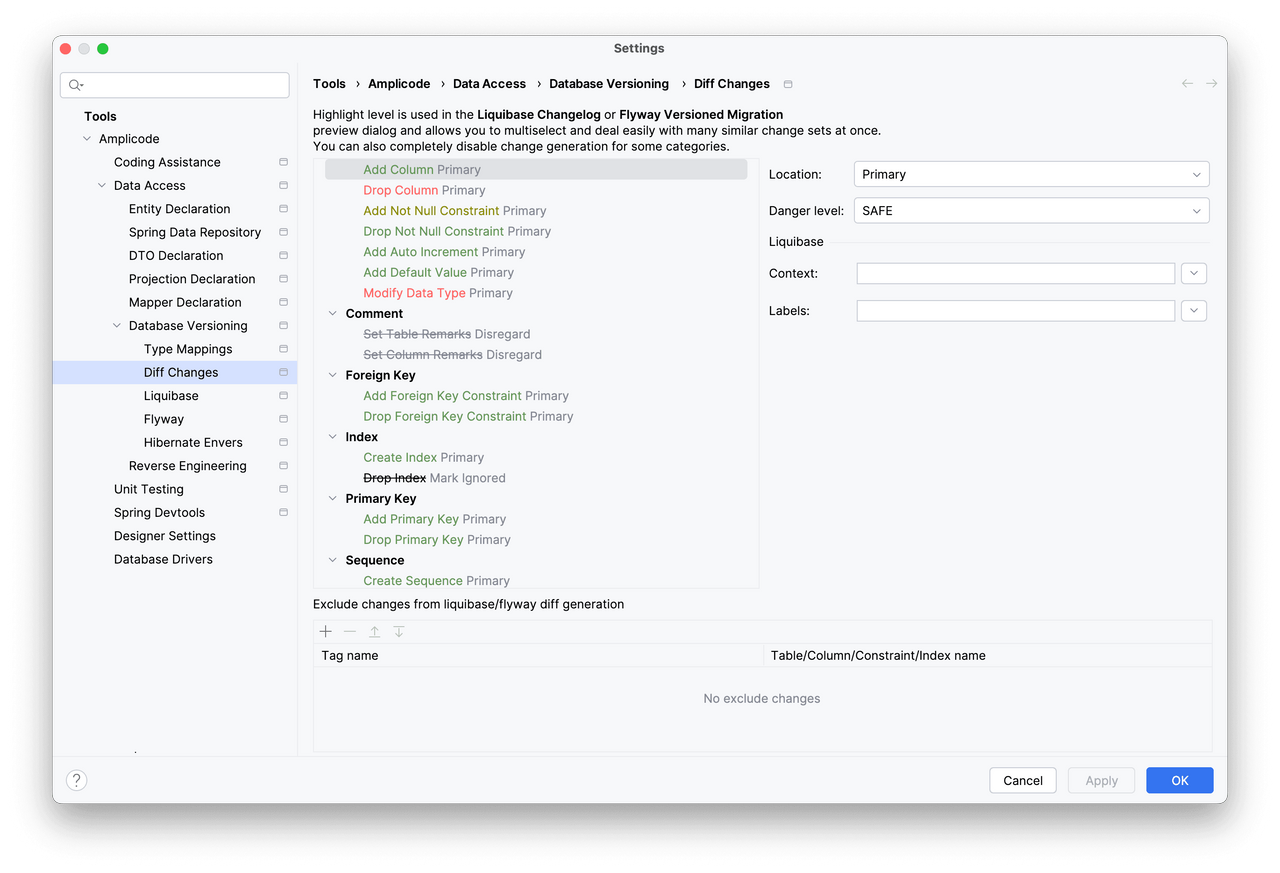 Settings
Tools
Amplicode
Coding Assistance
Data Access
Entity Declaration
Spring Data Repository
DTO Declaration
Projection Declaration
Mapper Declaration
Database Versioning
Type Mappings
Diff Changes
Liquibase
Flyway
Hibernate Envers
Reverse Engineering
Unit Testing
Spring Devtools
Designer Settings
Database Drivers
Tools › Amplicode › Data Access › Database Versioning › Diff Changes
Highlight level is used in the Liquibase Changelog or Flyway Versioned Migration
preview dialog and allows you to multiselect and deal easily with many similar change sets at once.
You can also completely disable change generation for some categories.
Add Column Primary
Drop Column Primary
Add Not Null Constraint Primary
Drop Not Null Constraint Primary
Add Auto Increment Primary
Add Default Value Primary
Modify Data Type Primary
Comment
Set Table Remarks Disregard
Set Column Remarks Disregard
Foreign Key
Add Foreign Key Constraint Primary
Drop Foreign Key Constraint Primary
Index
Create Index Primary
Drop Index Mark Ignored
Primary Key
Add Primary Key Primary
Drop Primary Key Primary
Sequence
Create Sequence Primary
Location: Primary
Danger level: SAFE
Liquibase
Context:
Labels:
Exclude changes from liquibase/flyway diff generation
Tag name Table/Column/Constraint/Index name
No exclude changes
? Cancel Apply OK